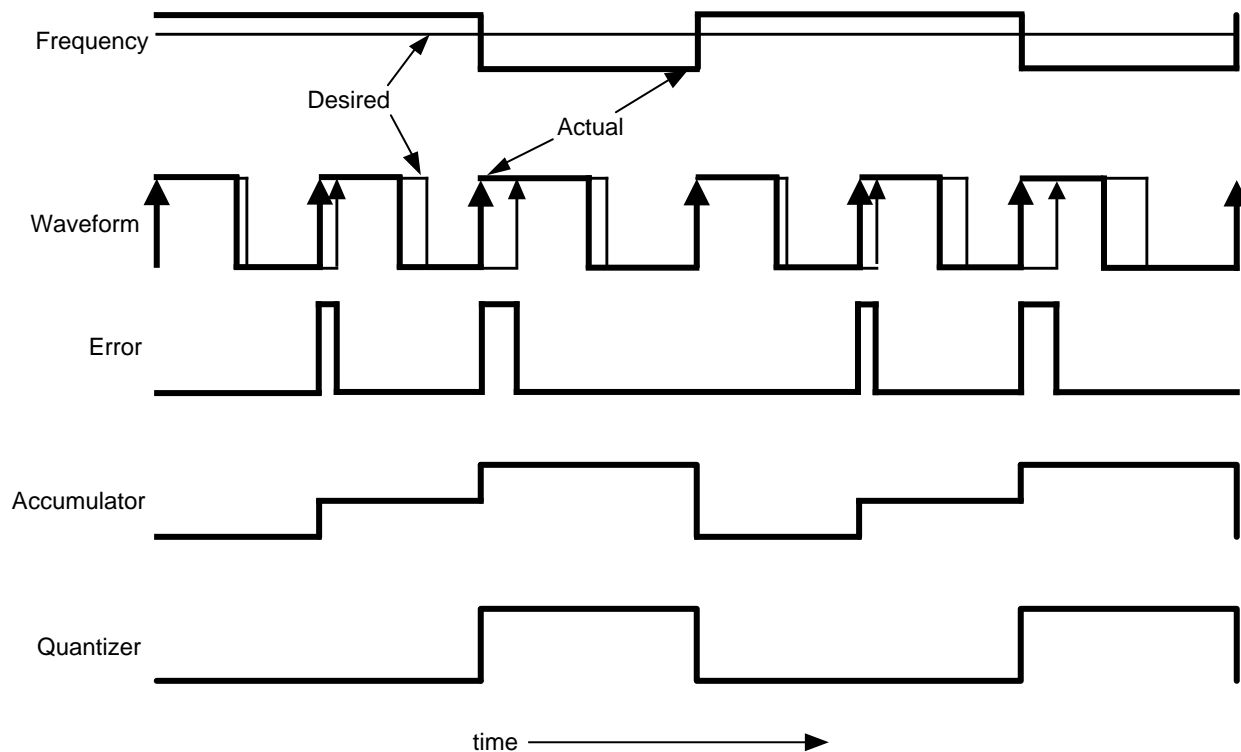 Frequency
Desired
Actual
Waveform
Error
Accumulator
Quantizer
time